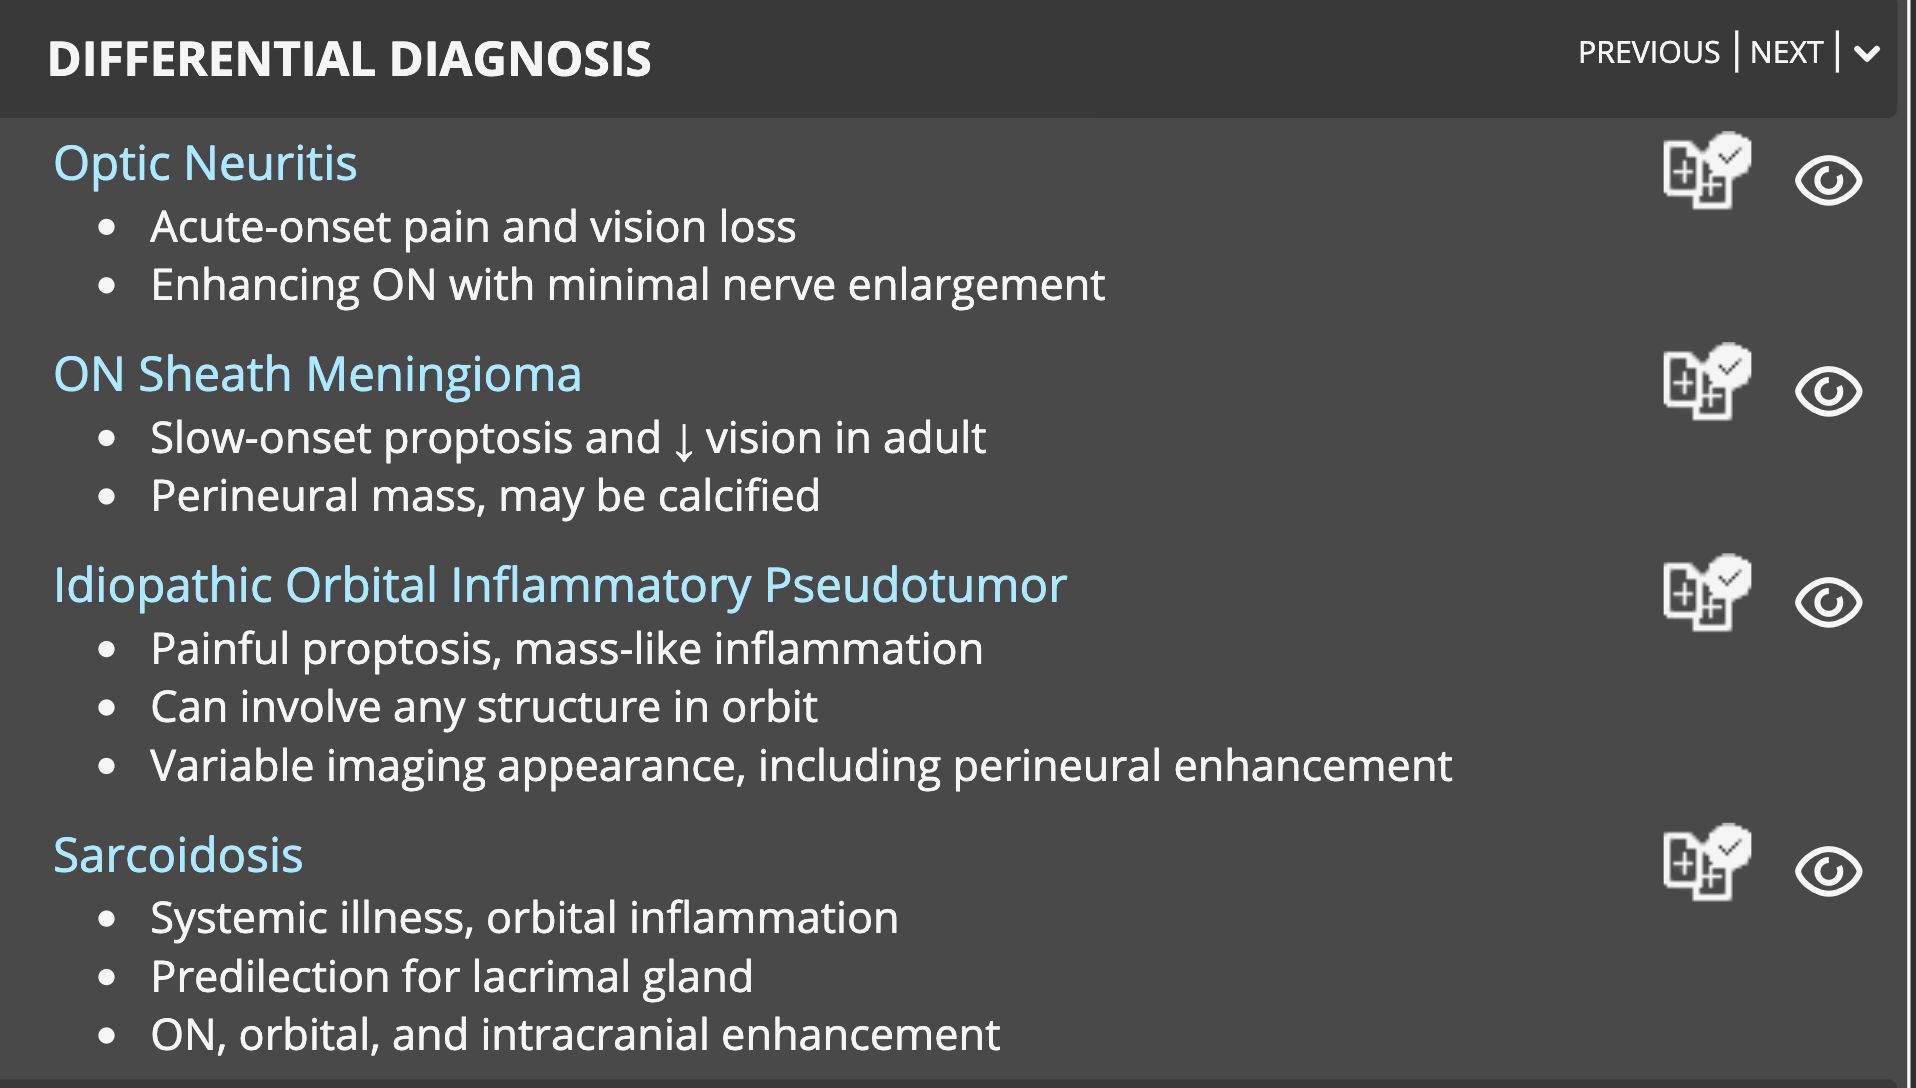 DIFFERENTIAL DIAGNOSIS
PREVIOUS | NEXT |
Optic Neuritis
• Acute-onset pain and vision loss
• Enhancing ON with minimal nerve enlargement
ON Sheath Meningioma
• Slow-onset proptosis and ↓ vision in adult
• Perineural mass, may be calcified
Idiopathic Orbital Inflammatory Pseudotumor
• Painful proptosis, mass-like inflammation
• Can involve any structure in orbit
• Variable imaging appearance, including perineural enhancement
Sarcoidosis
• Systemic illness, orbital inflammation
• Predilection for lacrimal gland
• ON, orbital, and intracranial enhancement